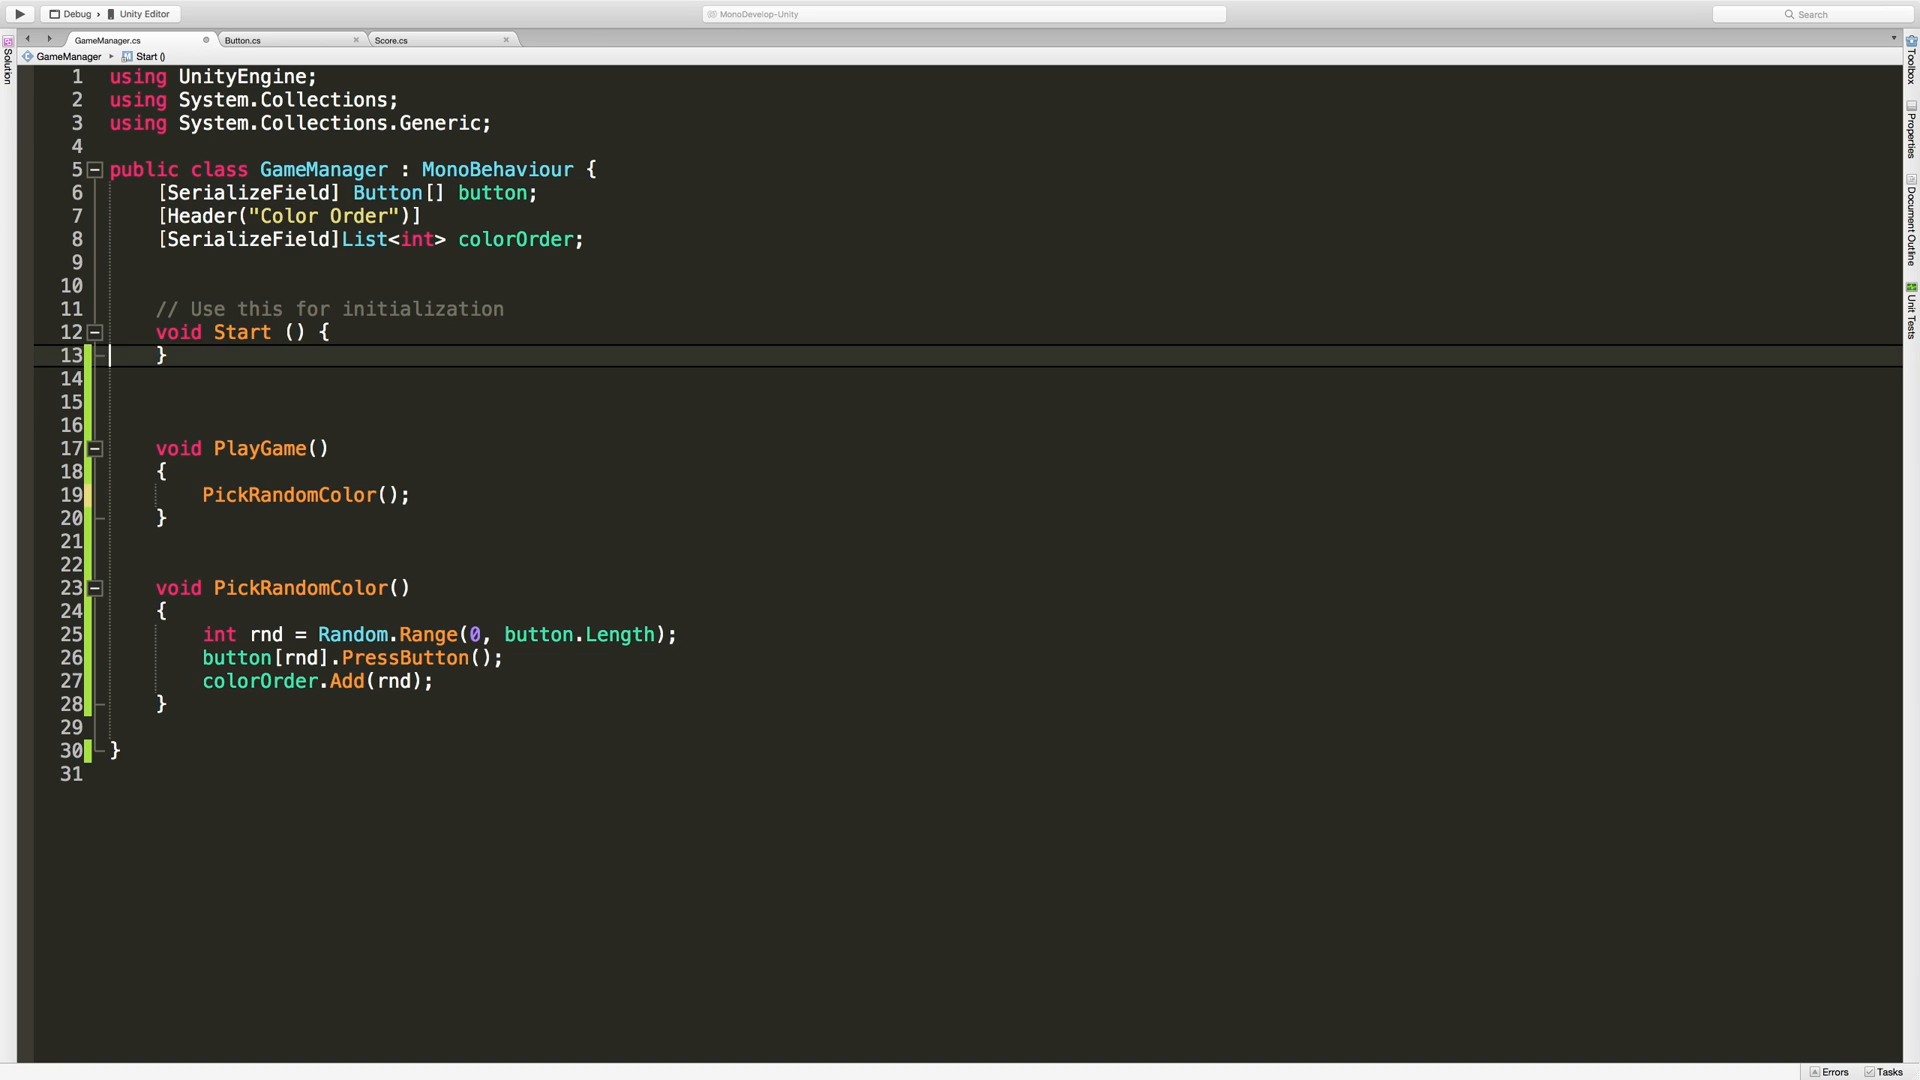 Debug › Unity Editor
MonoDevelop-Unity
Search
GameManager.cs
Button.cs
Score.cs
GameManager
Start ()
Solution
Toolbox
Properties
Document Outline
Unit Tests
1 using UnityEngine;
2 using System.Collections;
3 using System.Collections.Generic;
4
5 public class GameManager : MonoBehaviour {
6 [SerializeField] Button[] button;
7 [Header("Color Order")]
8 [SerializeField]List<int> colorOrder;
9
10
11 // Use this for initialization
12 void Start () {
13 }
14
15
16
17 void PlayGame()
18 {
19 PickRandomColor();
20 }
21
22
23 void PickRandomColor()
24 {
25 int rnd = Random.Range(0, button.Length);
26 button[rnd].PressButton();
27 colorOrder.Add(rnd);
28 }
29
30 }
31
Errors
Tasks